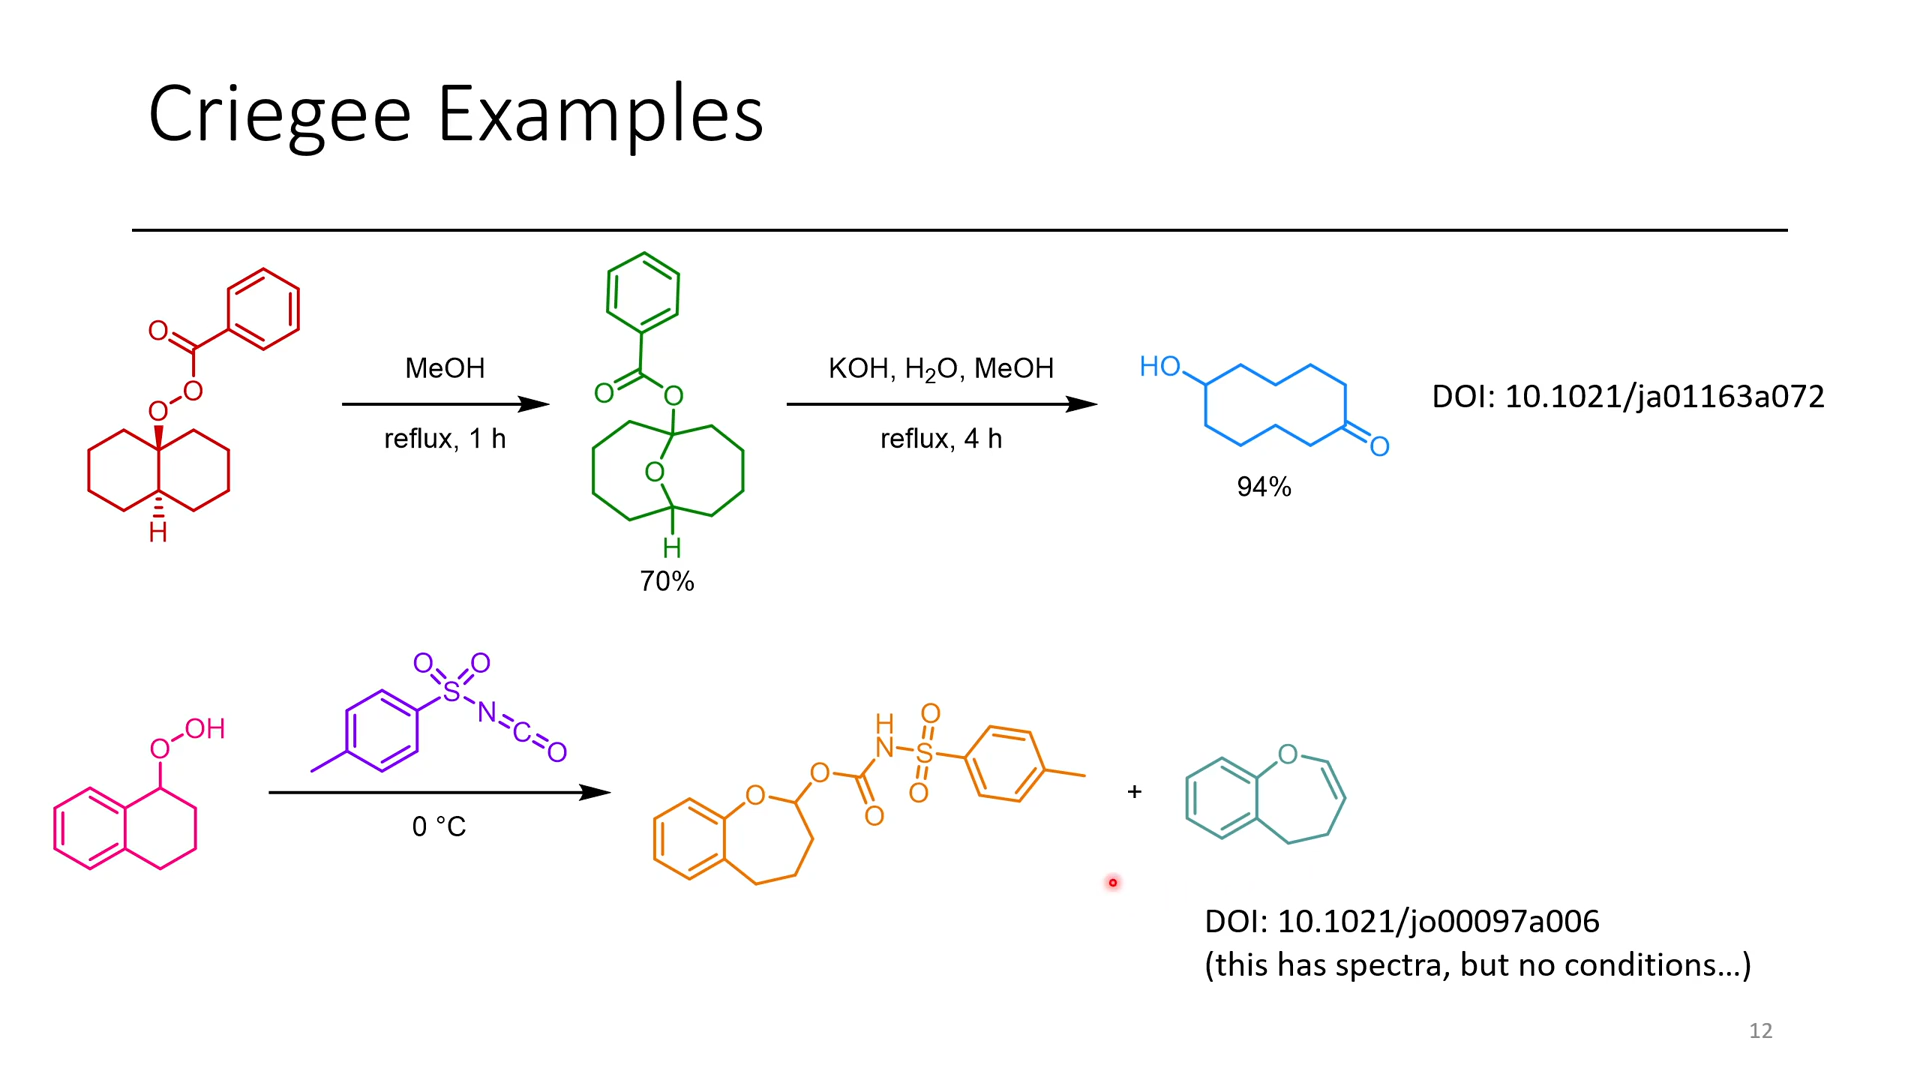 Criegee Examples
O
O
O
H
MeOH
reflux, 1 h
O
O
O
H
70%
KOH, H₂O, MeOH
reflux, 4 h
HO
O
94%
DOI: 10.1021/ja01163a072
OH
O
O O
S
N
C
O
0 °C
O
O
O
H
N
O
S
O
+
O
DOI: 10.1021/jo00097a006
(this has spectra, but no conditions...)
12